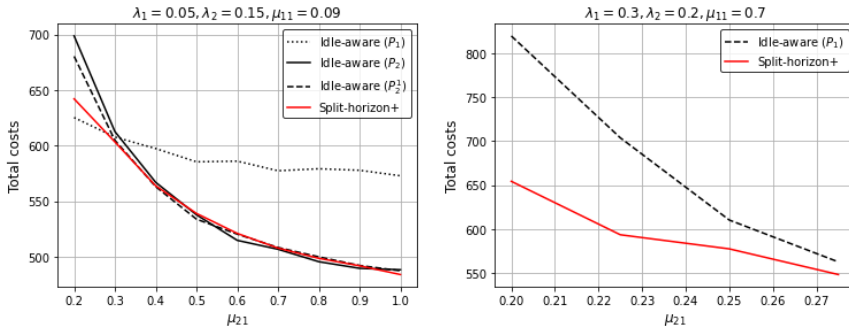 λ₁ = 0.05, λ₂ = 0.15, μ₁₁ = 0.09
Total costs
700
650
600
550
500
0.2 0.3 0.4 0.5 0.6 0.7 0.8 0.9 1.0
μ₂₁
Idle-aware (P₁)
Idle-aware (P₂)
Idle-aware (P₂¹)
Split-horizon+
λ₁ = 0.3, λ₂ = 0.2, μ₁₁ = 0.7
Total costs
800
750
700
650
600
550
0.20 0.21 0.22 0.23 0.24 0.25 0.26 0.27
μ₂₁
Idle-aware (P₁)
Split-horizon+